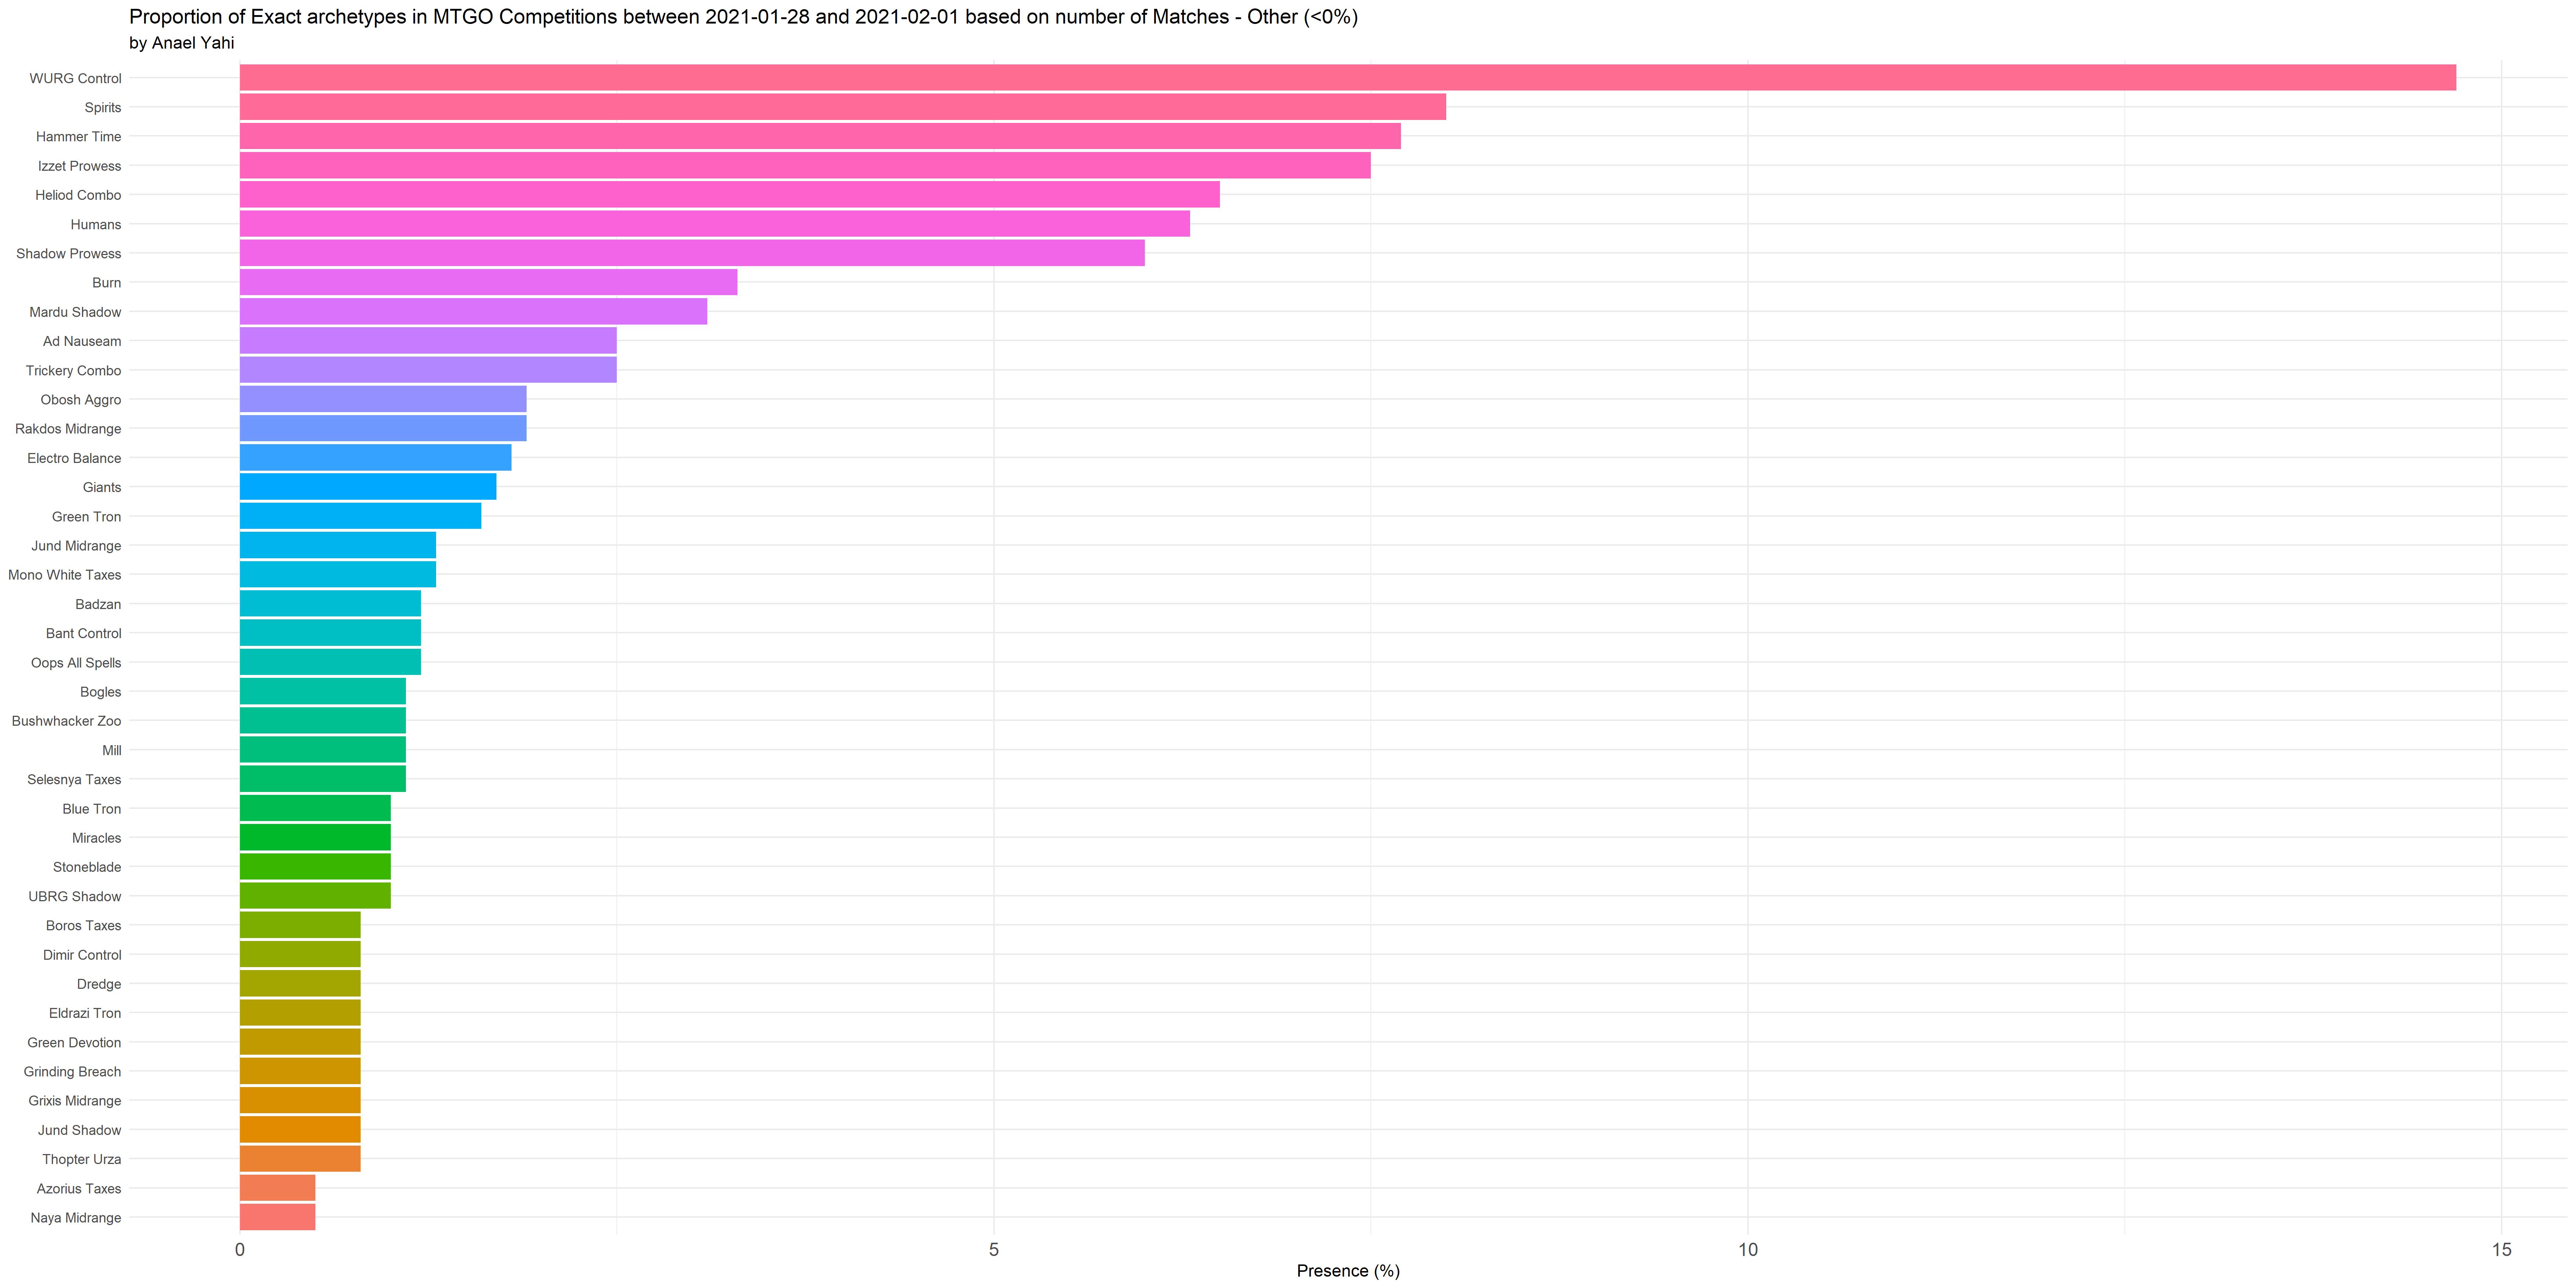 Proportion of Exact archetypes in MTGO Competitions between 2021-01-28 and 2021-02-01 based on number of Matches - Other (<0%)
by Anael Yahi
WURG Control
Spirits
Hammer Time
Izzet Prowess
Heliod Combo
Humans
Shadow Prowess
Burn
Mardu Shadow
Ad Nauseam
Trickery Combo
Obosh Aggro
Rakdos Midrange
Electro Balance
Giants
Green Tron
Jund Midrange
Mono White Taxes
Badzan
Bant Control
Oops All Spells
Bogles
Bushwhacker Zoo
Mill
Selesnya Taxes
Blue Tron
Miracles
Stoneblade
UBRG Shadow
Boros Taxes
Dimir Control
Dredge
Eldrazi Tron
Green Devotion
Grinding Breach
Grixis Midrange
Jund Shadow
Thopter Urza
Azorius Taxes
Naya Midrange
0 5 10 15
Presence (%)